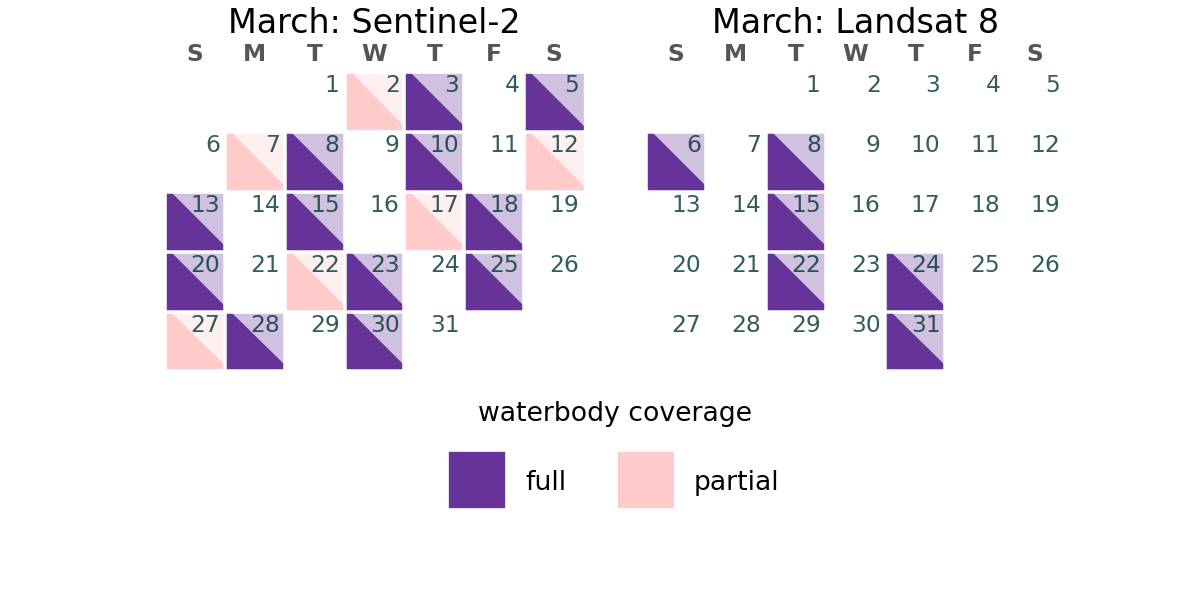 March: Sentinel-2
S M T W T F S
1 2 3 4 5
6 7 8 9 10 11 12
13 14 15 16 17 18 19
20 21 22 23 24 25 26
27 28 29 30 31
March: Landsat 8
S M T W T F S
1 2 3 4 5
6 7 8 9 10 11 12
13 14 15 16 17 18 19
20 21 22 23 24 25 26
27 28 29 30 31
waterbody coverage
full
partial